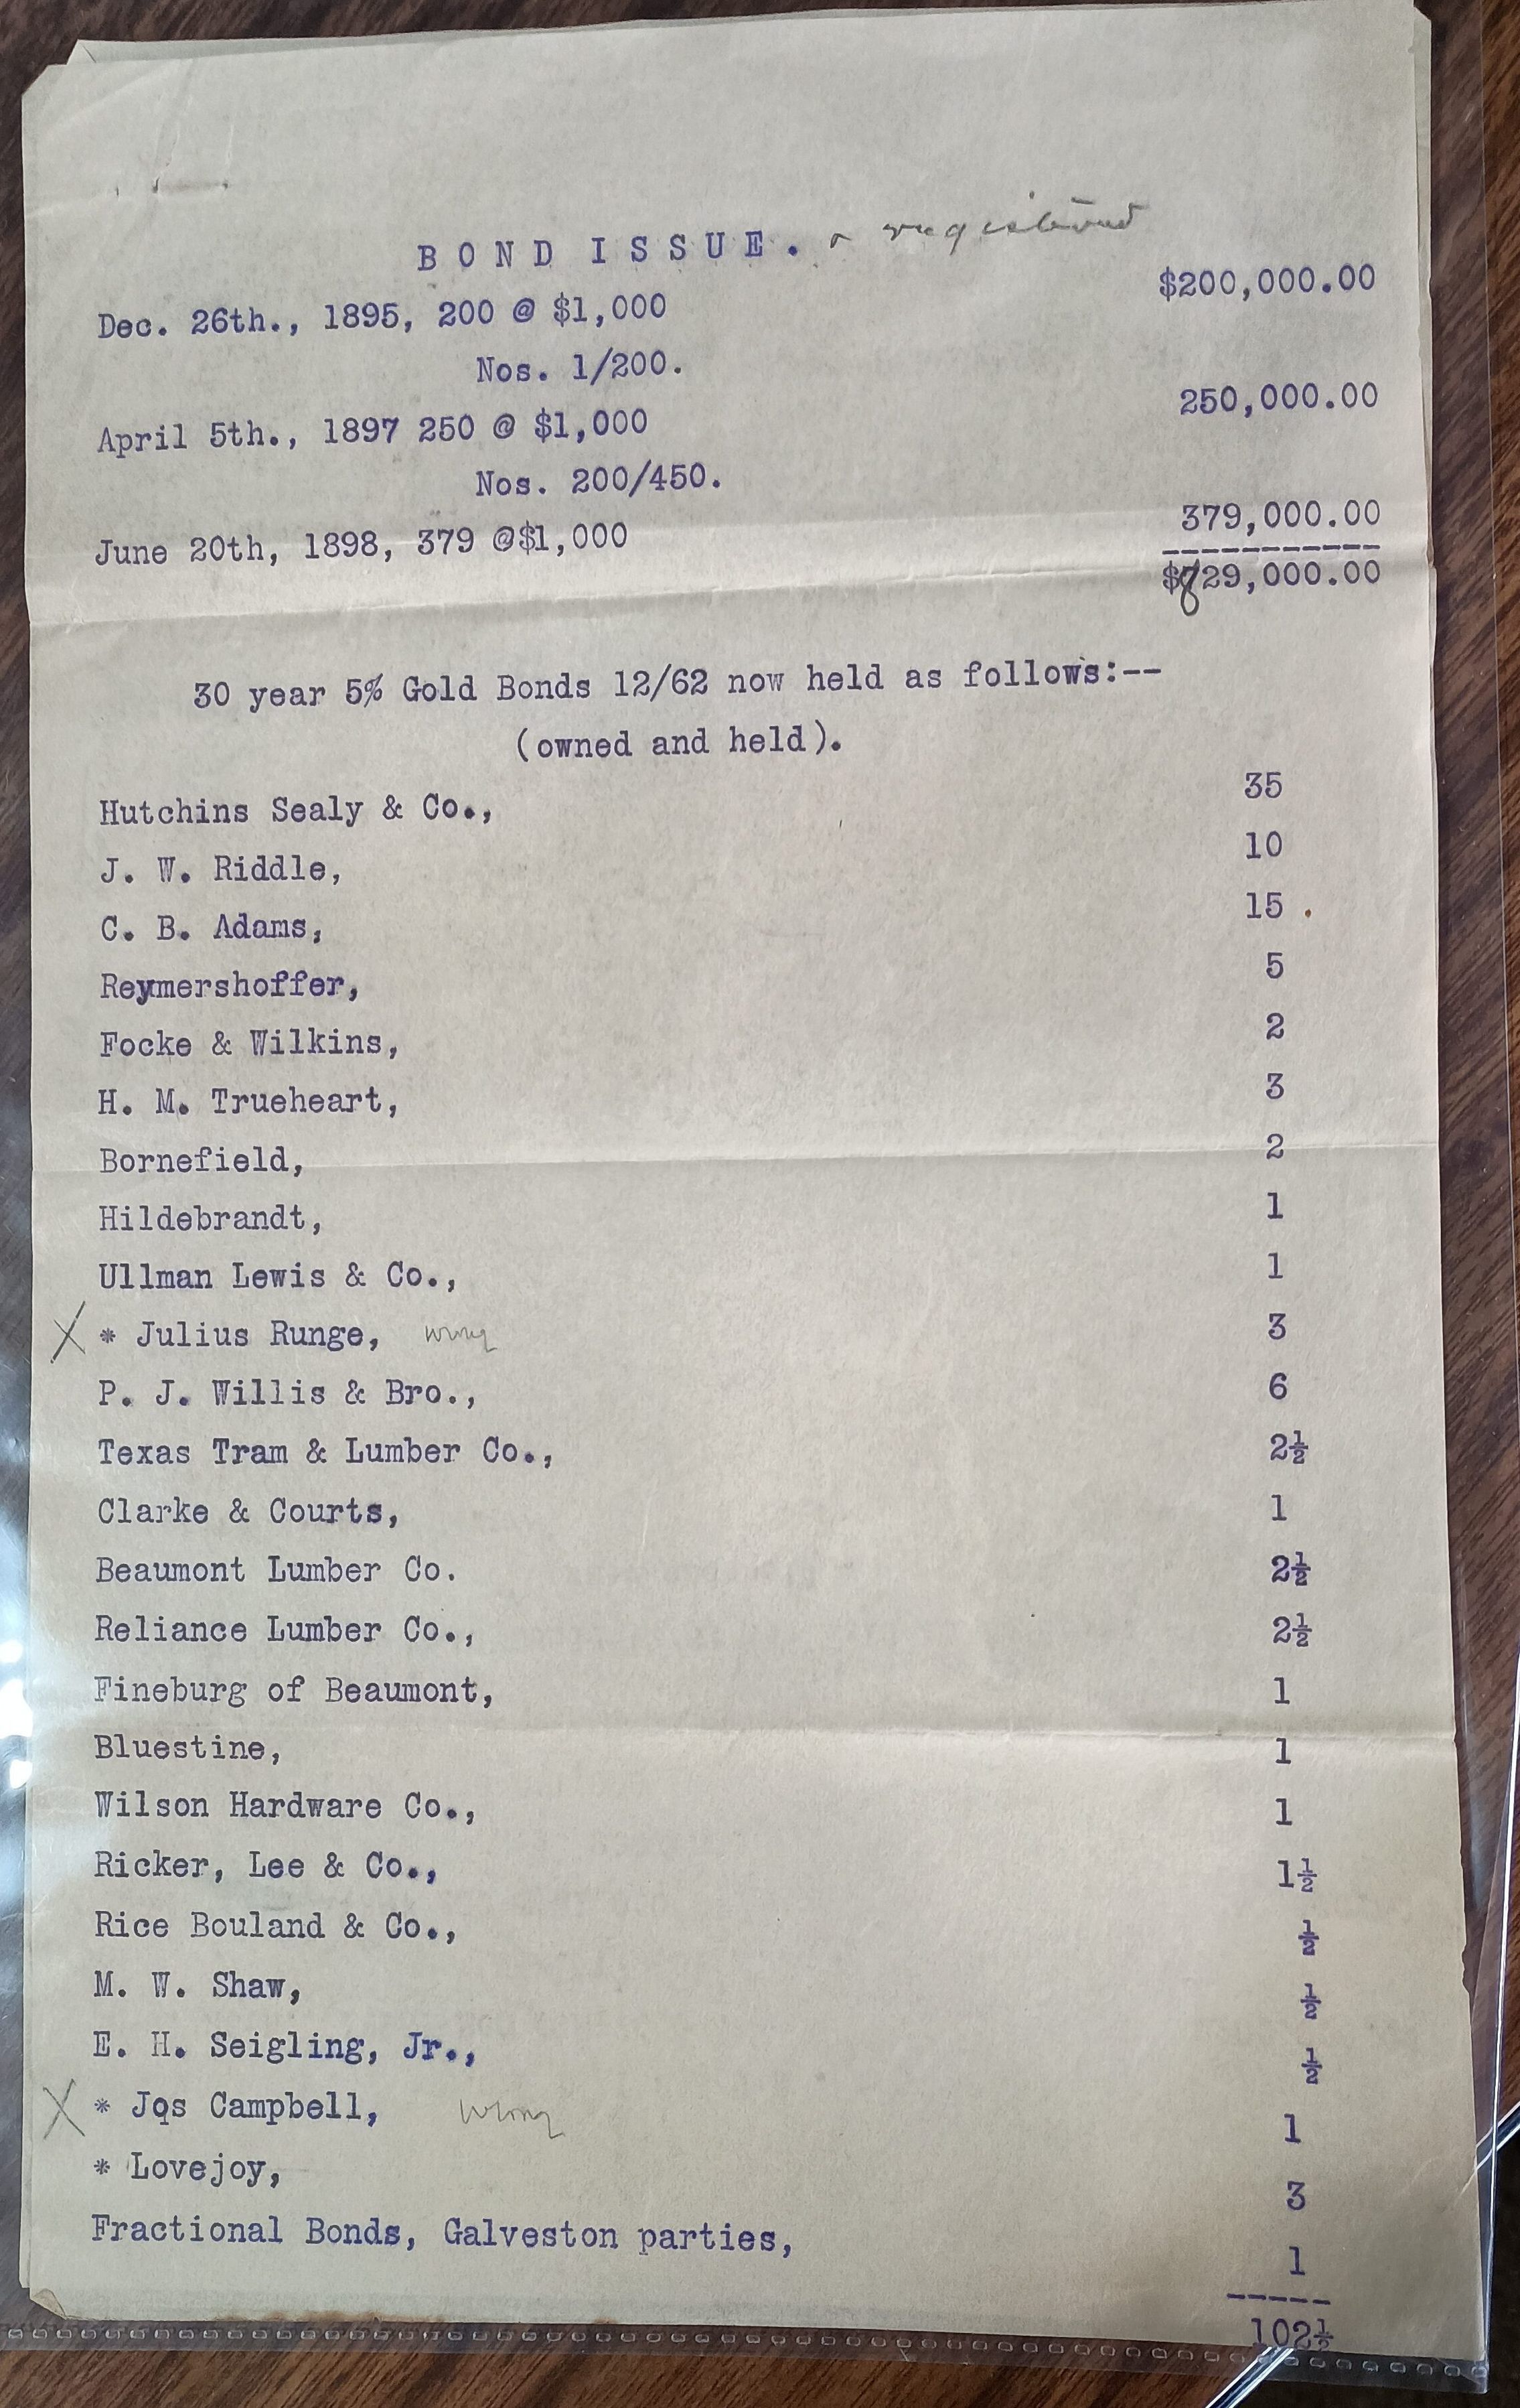 BOND ISSUE. registered
Dec. 26th., 1895, 200 @ $1,000 $200,000.00
Nos. 1/200.
April 5th., 1897 250 @ $1,000 250,000.00
Nos. 200/450.
June 20th, 1898, 379 @$1,000 379,000.00
-----------
$829,000.00
30 year 5% Gold Bonds 12/62 now held as follows:--
(owned and held).
Hutchins Sealy & Co., 35
J. W. Riddle, 10
C. B. Adams, 15
Reymershoffer, 5
Focke & Wilkins, 2
H. M. Trueheart, 3
Bornefield, 2
Hildebrandt, 1
Ullman Lewis & Co., 1
X * Julius Runge, wrong 3
P. J. Willis & Bro., 6
Texas Tram & Lumber Co., 2½
Clarke & Courts, 1
Beaumont Lumber Co. 2½
Reliance Lumber Co., 2½
Fineburg of Beaumont, 1
Bluestine, 1
Wilson Hardware Co., 1
Ricker, Lee & Co., 1½
Rice Bouland & Co., ½
M. W. Shaw, ½
E. H. Seigling, Jr., ½
X * Jos Campbell, wrong 1
* Lovejoy, 3
Fractional Bonds, Galveston parties, 1
-----
102½